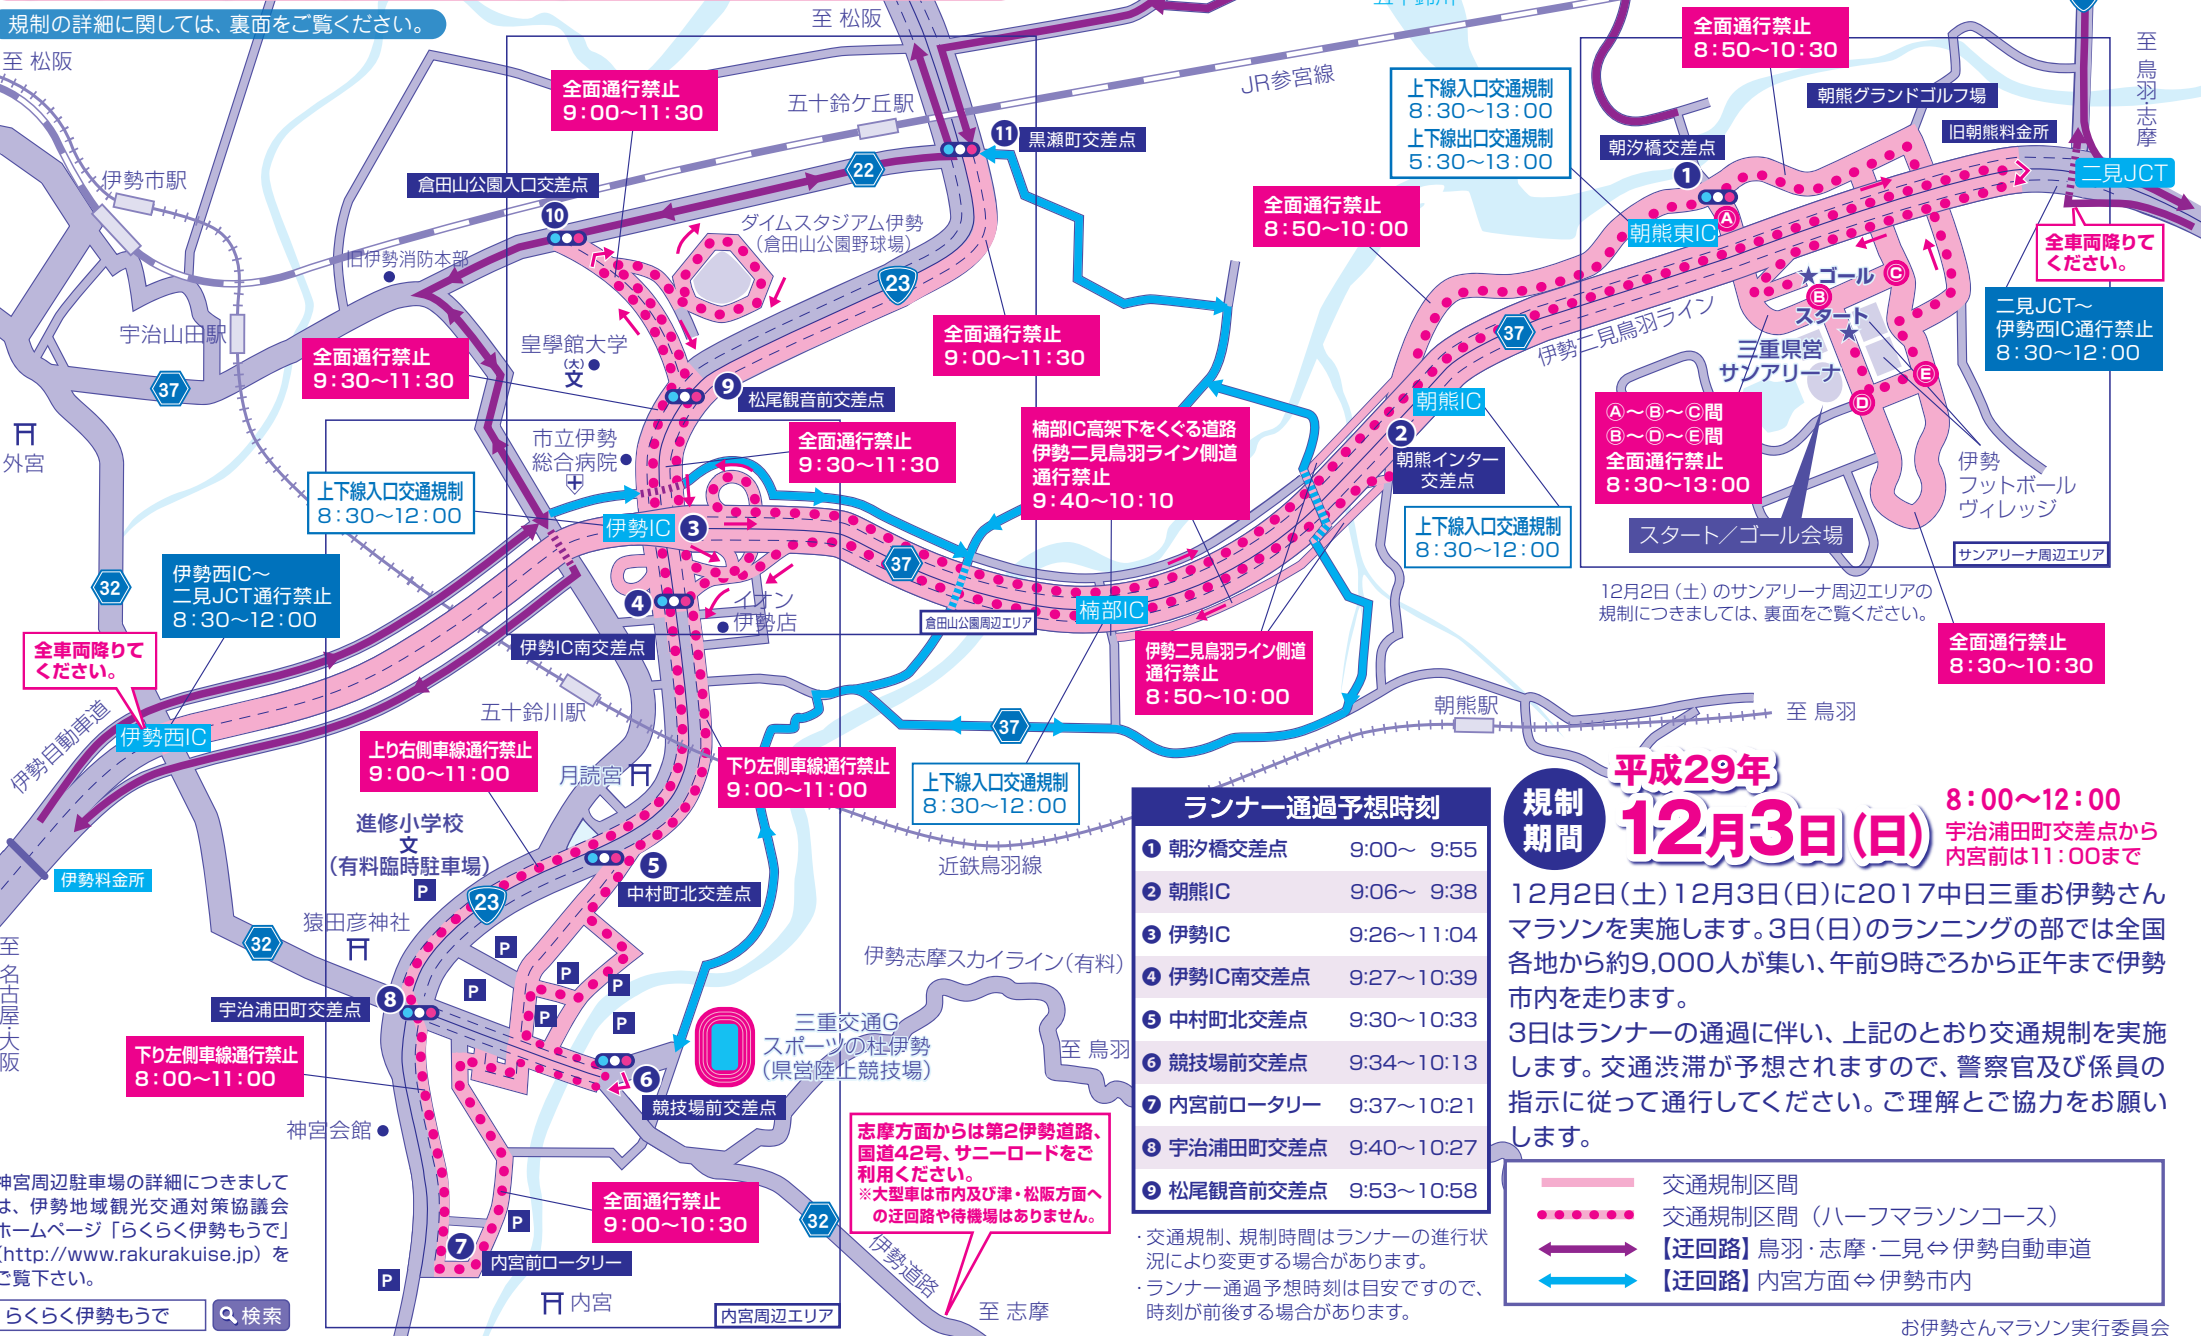 規制の詳細に関しては、裏面をご覧ください。
至 松阪
至 松阪
五十鈴川
JR参宮線
全面通行禁止
9：00〜11：30
五十鈴ケ丘駅
⓫
黒瀬町交差点
22
伊勢市駅
倉田山公園入口交差点
❿
ダイムスタジアム伊勢
（倉田山公園野球場）
旧伊勢消防本部
23
宇治山田駅
全面通行禁止
9：30〜11：30
皇學館大学
（大）
文
全面通行禁止
9：00〜11：30
37
❾
松尾観音前交差点
外宮
市立伊勢
総合病院
全面通行禁止
9：30〜11：30
上下線入口交通規制
8：30〜12：00
伊勢IC
❸
楠部IC高架下をくぐる道路
伊勢二見鳥羽ライン側道
通行禁止
9：40〜10：10
37
全面通行禁止
8：50〜10：00
上下線入口交通規制
8：30〜13：00
上下線出口交通規制
5：30〜13：00
全面通行禁止
8：50〜10：30
至 鳥羽・志摩
朝熊グランドゴルフ場
旧朝熊料金所
朝汐橋交差点
❶
二見JCT
Ⓐ
朝熊東IC
全車両降りて
ください。
★ゴール
Ⓒ
Ⓑ
スタート
★
二見JCT〜
伊勢西IC通行禁止
8：30〜12：00
37
伊勢二見鳥羽ライン
三重県営
サンアリーナ
Ⓔ
Ⓓ
朝熊IC
❷
朝熊インター
交差点
Ⓐ〜Ⓑ〜Ⓒ間
Ⓑ〜Ⓓ〜Ⓔ間
全面通行禁止
8：30〜13：00
伊勢
フットボール
ヴィレッジ
スタート／ゴール会場
サンアリーナ周辺エリア
上下線入口交通規制
8：30〜12：00
12月2日（土）のサンアリーナ周辺エリアの
規制につきましては、裏面をご覧ください。
全面通行禁止
8：30〜10：30
32
伊勢西IC〜
二見JCT通行禁止
8：30〜12：00
❹
イオン
伊勢店
倉田山公園周辺エリア
楠部IC
伊勢IC南交差点
伊勢二見鳥羽ライン側道
通行禁止
8：50〜10：00
全車両降りて
ください。
伊勢自動車道
伊勢西IC
五十鈴川駅
37
朝熊駅
至 鳥羽
上り右側車線通行禁止
9：00〜11：00
月読宮
下り左側車線通行禁止
9：00〜11：00
上下線入口交通規制
8：30〜12：00
進修小学校
文
（有料臨時駐車場）
P
近鉄鳥羽線
伊勢料金所
❺
中村町北交差点
23
猿田彦神社
32
至 名古屋・大阪
P
P
P
P
P
P
伊勢志摩スカイライン（有料）
❽
宇治浦田町交差点
三重交通G
スポーツの杜伊勢
（県営陸上競技場）
至 鳥羽
下り左側車線通行禁止
8：00〜11：00
❻
競技場前交差点
神宮会館
志摩方面からは第2伊勢道路、
国道42号、サニーロードをご
利用ください。
※大型車は市内及び津・松阪方面へ
の迂回路や待機場はありません。
全面通行禁止
9：00〜10：30
P
32
❼
内宮前ロータリー
P
伊勢道路
内宮
内宮周辺エリア
至 志摩
神宮周辺駐車場の詳細につきまして
は、伊勢地域観光交通対策協議会
ホームページ「らくらく伊勢もうで」
（http://www.rakurakuise.jp）を
ご覧下さい。
らくらく伊勢もうで
検索
ランナー通過予想時刻
❶ 朝汐橋交差点 9:00〜 9:55
❷ 朝熊IC 9:06〜 9:38
❸ 伊勢IC 9:26〜11:04
❹ 伊勢IC南交差点 9:27〜10:39
❺ 中村町北交差点 9:30〜10:33
❻ 競技場前交差点 9:34〜10:13
❼ 内宮前ロータリー 9:37〜10:21
❽ 宇治浦田町交差点 9:40〜10:27
❾ 松尾観音前交差点 9:53〜10:58
・交通規制、規制時間はランナーの進行状
況により変更する場合があります。
・ランナー通過予想時刻は目安ですので、
時刻が前後する場合があります。
規制
期間
平成29年
12月3日（日）
8：00〜12：00
宇治浦田町交差点から
内宮前は11：00まで
12月2日（土）12月3日（日）に2017中日三重お伊勢さん
マラソンを実施します。3日（日）のランニングの部では全国
各地から約9,000人が集い、午前9時ごろから正午まで伊勢
市内を走ります。
3日はランナーの通過に伴い、上記のとおり交通規制を実施
します。交通渋滞が予想されますので、警察官及び係員の
指示に従って通行してください。ご理解とご協力をお願い
します。
交通規制区間
交通規制区間（ハーフマラソンコース）
【迂回路】鳥羽・志摩・二見⇔伊勢自動車道
【迂回路】内宮方面⇔伊勢市内
お伊勢さんマラソン実行委員会